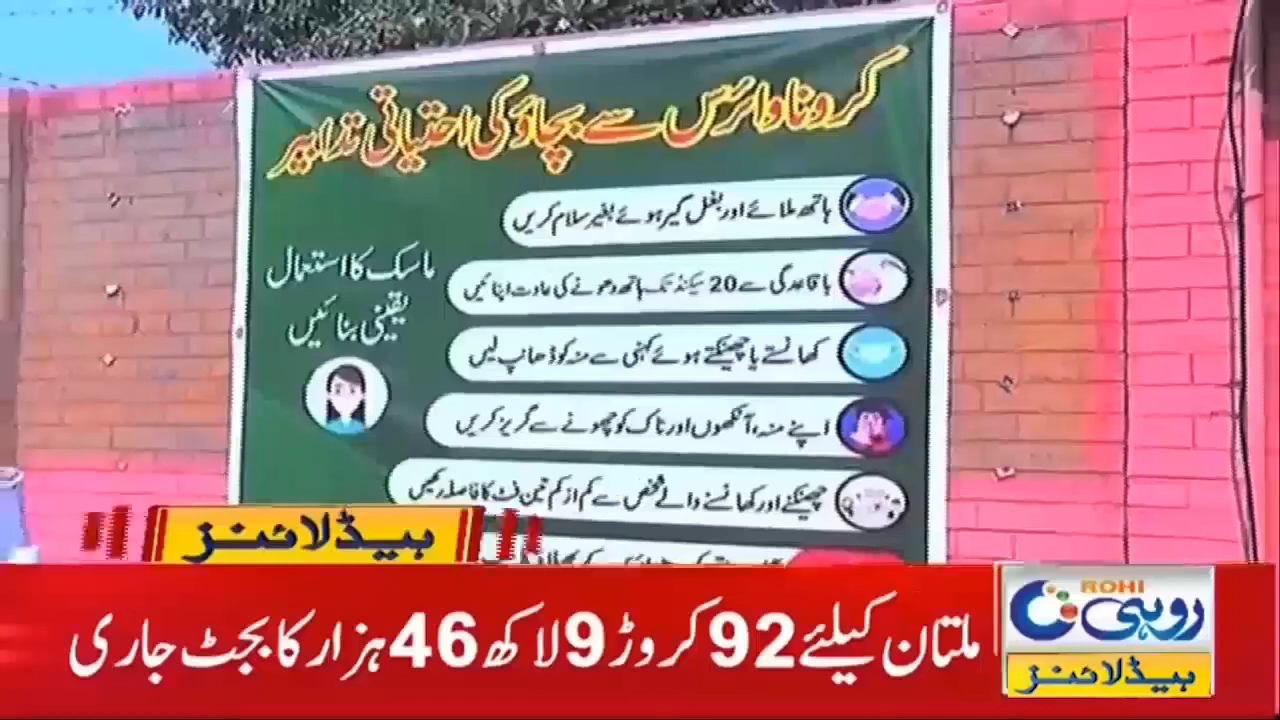 کرونا وائرس سے بچاؤ کی احتیاتی تدابیر
ہاتھ ملائے اور بغل گیر ہوئے بغیر سلام کریں
باقاعدگی سے 20 سیکنڈ تک ہاتھ دھونے کی عادت اپنائیں
کھانستے یا چھینکتے ہوئے کہنی سے منہ کو ڈھانپ لیں
اپنے منہ، آنکھوں اور ناک کو چھونے سے گریز کریں
چھینکنے اور کھانسنے والے شخص سے کم از کم تین فٹ کا فاصلہ رکھیں
ماسک کا استعمال
یقینی بنائیں
ہیڈلائنز
ملتان کیلئے 92 کروڑ 9 لاکھ 46 ہزار کا بجٹ جاری
ROHI
روہی
ہیڈلائنز